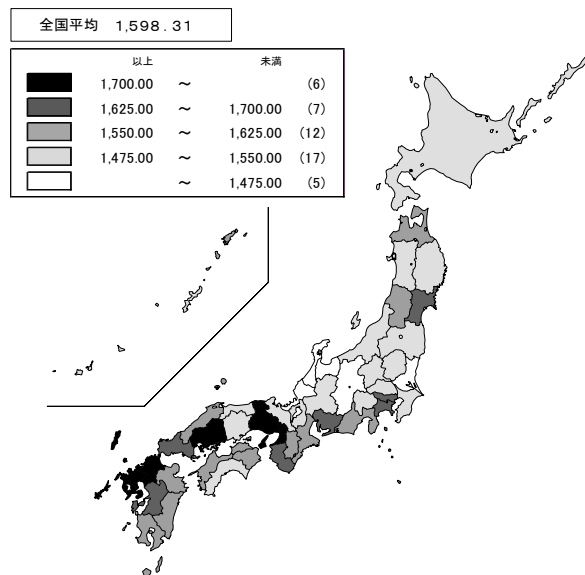 全国平均 1,598.31
以上 未満
1,700.00 ～ (6)
1,625.00 ～ 1,700.00 (7)
1,550.00 ～ 1,625.00 (12)
1,475.00 ～ 1,550.00 (17)
～ 1,475.00 (5)